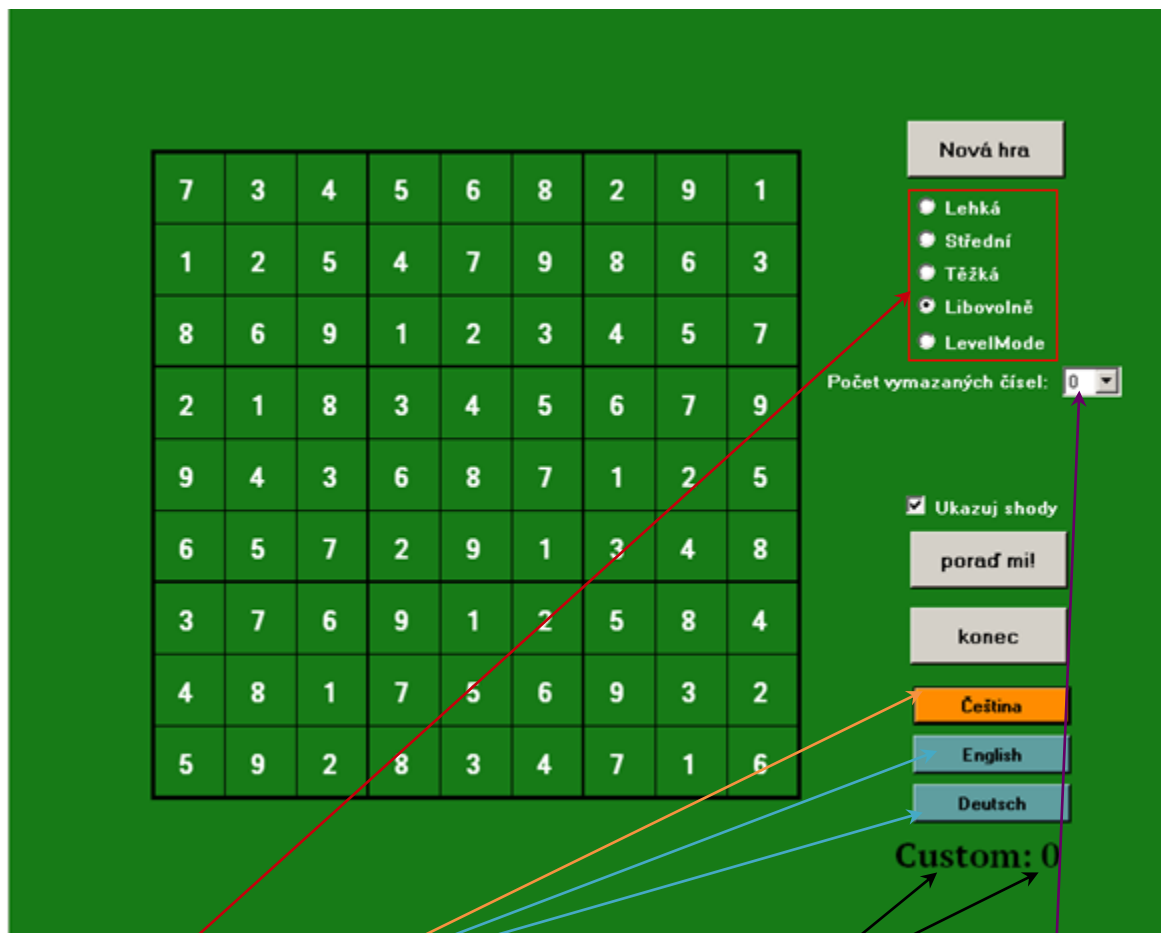 Nová hra
7 3 4 5 6 8 2 9 1
Lehká
Střední
1 2 5 4 7 9 8 6 3
Těžká
Libovolně
8 6 9 1 2 3 4 5 7
LevelMode
Počet vymazaných čísel: 0
2 1 8 3 4 5 6 7 9
9 4 3 6 8 7 1 2 5
Ukazuj shody
6 5 7 2 9 1 3 4 8
poraď mi!
3 7 6 9 1 2 5 8 4
konec
4 8 1 7 5 6 9 3 2
Čeština
5 9 2 8 3 4 7 1 6
English
Deutsch
Custom: 0